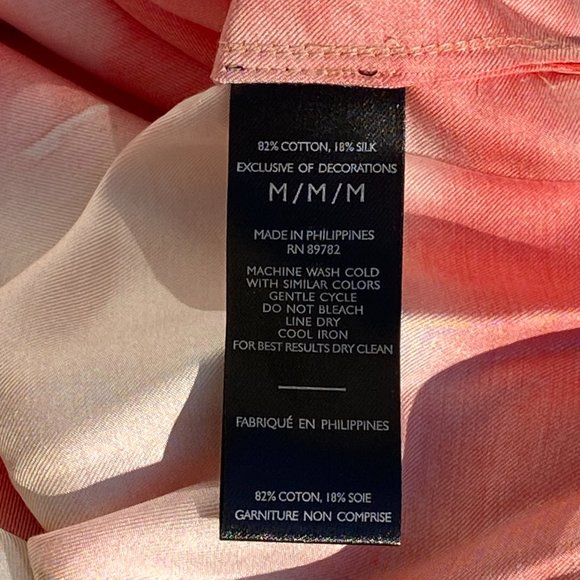 82% COTTON, 18% SILK
EXCLUSIVE OF DECORATIONS
M/M/M
MADE IN PHILIPPINES
RN 89782
MACHINE WASH COLD
WITH SIMILAR COLORS
GENTLE CYCLE
DO NOT BLEACH
LINE DRY
COOL IRON
FOR BEST RESULTS DRY CLEAN
FABRIQUÉ EN PHILIPPINES
82% COTON, 18% SOIE
GARNITURE NON COMPRISE